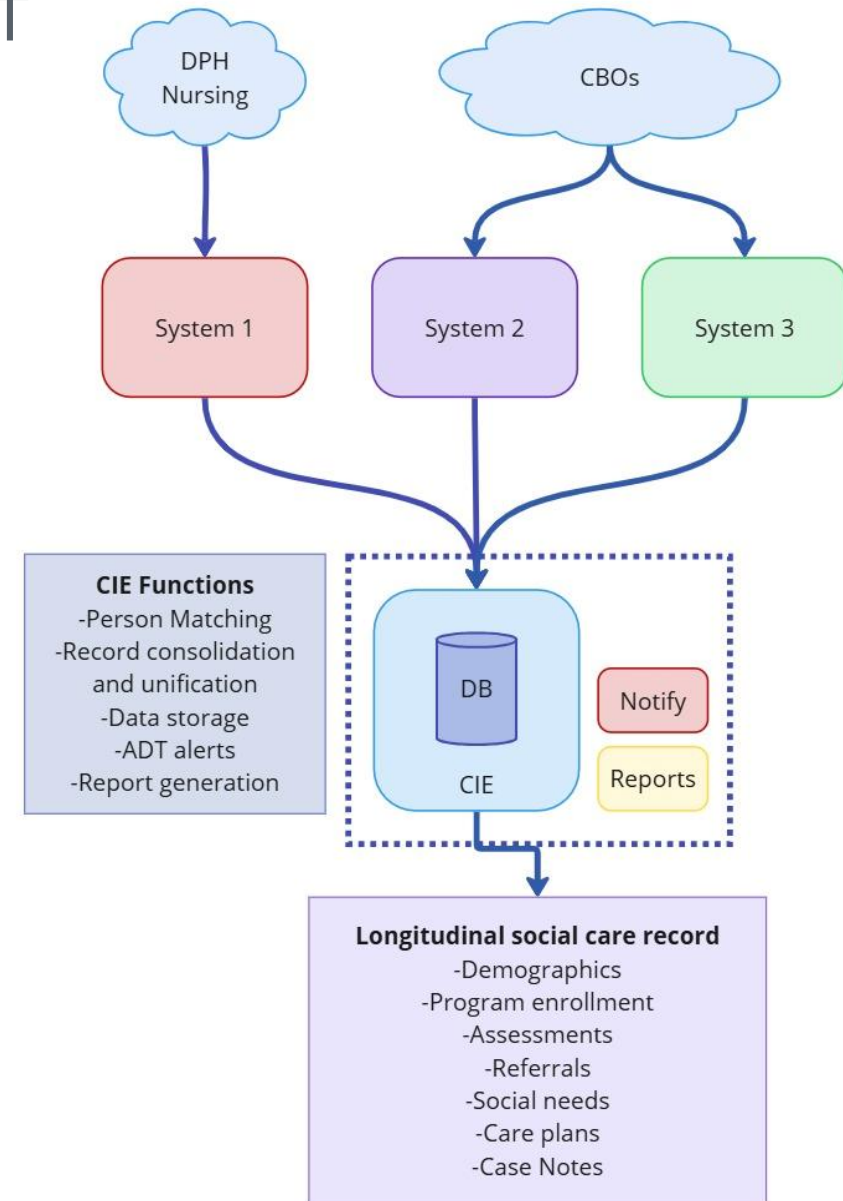 DPH
Nursing
CBOs
System 1
System 2
System 3
CIE Functions
-Person Matching
-Record consolidation
and unification
-Data storage
-ADT alerts
-Report generation
DB
CIE
Notify
Reports
Longitudinal social care record
-Demographics
-Program enrollment
-Assessments
-Referrals
-Social needs
-Care plans
-Case Notes